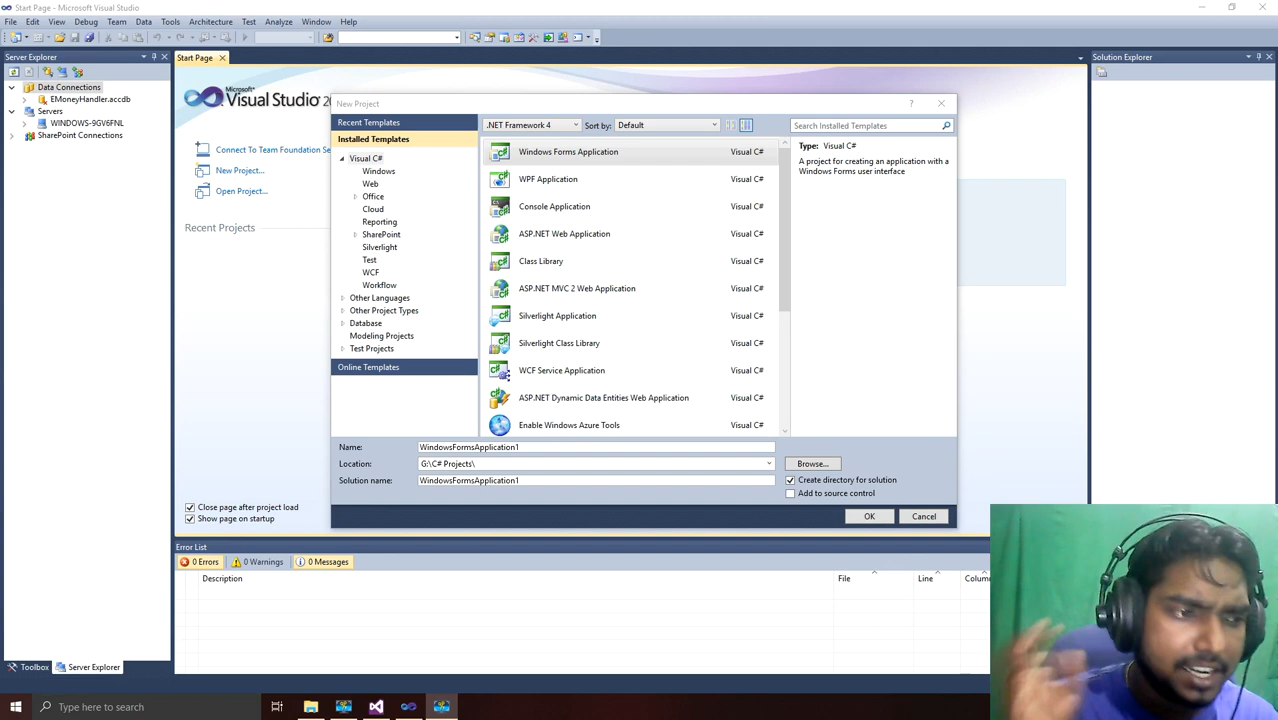 Start Page - Microsoft Visual Studio
File Edit View Debug Team Data Tools Architecture Test Analyze Window Help
Server Explorer
Data Connections
EMoneyHandler.accdb
Servers
WINDOWS-9GV6FNL
SharePoint Connections
Toolbox Server Explorer
Start Page
Microsoft
Visual Studio
Connect To Team Foundation Se
New Project...
Open Project...
Recent Projects
Close page after project load
Show page on startup
New Project
Recent Templates
Installed Templates
Visual C#
Windows
Web
Office
Cloud
Reporting
SharePoint
Silverlight
Test
WCF
Workflow
Other Languages
Other Project Types
Database
Modeling Projects
Test Projects
Online Templates
.NET Framework 4 Sort by: Default
Search Installed Templates
Windows Forms Application Visual C#
WPF Application Visual C#
Console Application Visual C#
ASP.NET Web Application Visual C#
Class Library Visual C#
ASP.NET MVC 2 Web Application Visual C#
Silverlight Application Visual C#
Silverlight Class Library Visual C#
WCF Service Application Visual C#
ASP.NET Dynamic Data Entities Web Application Visual C#
Enable Windows Azure Tools Visual C#
Type: Visual C#
A project for creating an application with a
Windows Forms user interface
Name: WindowsFormsApplication1
Location: G:\C# Projects\ Browse...
Solution name: WindowsFormsApplication1
Create directory for solution
Add to source control
OK Cancel
Solution Explorer
Error List
0 Errors 0 Warnings 0 Messages
Description File Line Colum
Type here to search